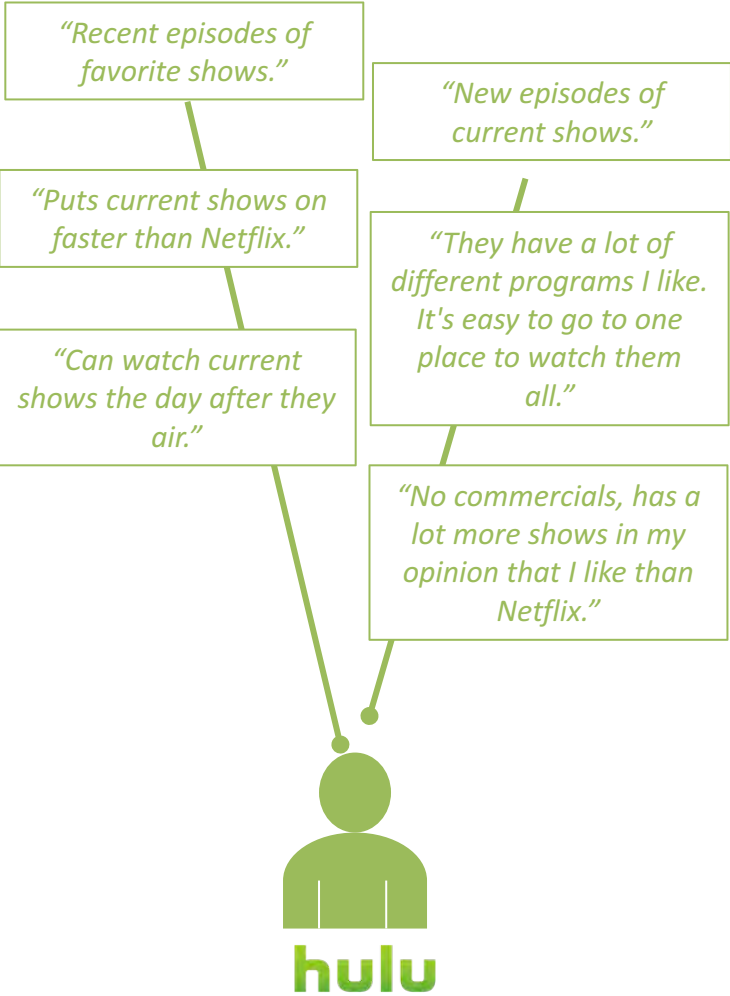 “Recent episodes of
favorite shows.”
“New episodes of
current shows.”
“Puts current shows on
faster than Netflix.”
“They have a lot of
different programs I like.
It's easy to go to one
place to watch them
all.”
“Can watch current
shows the day after they
air.”
“No commercials, has a
lot more shows in my
opinion that I like than
Netflix.”
hulu